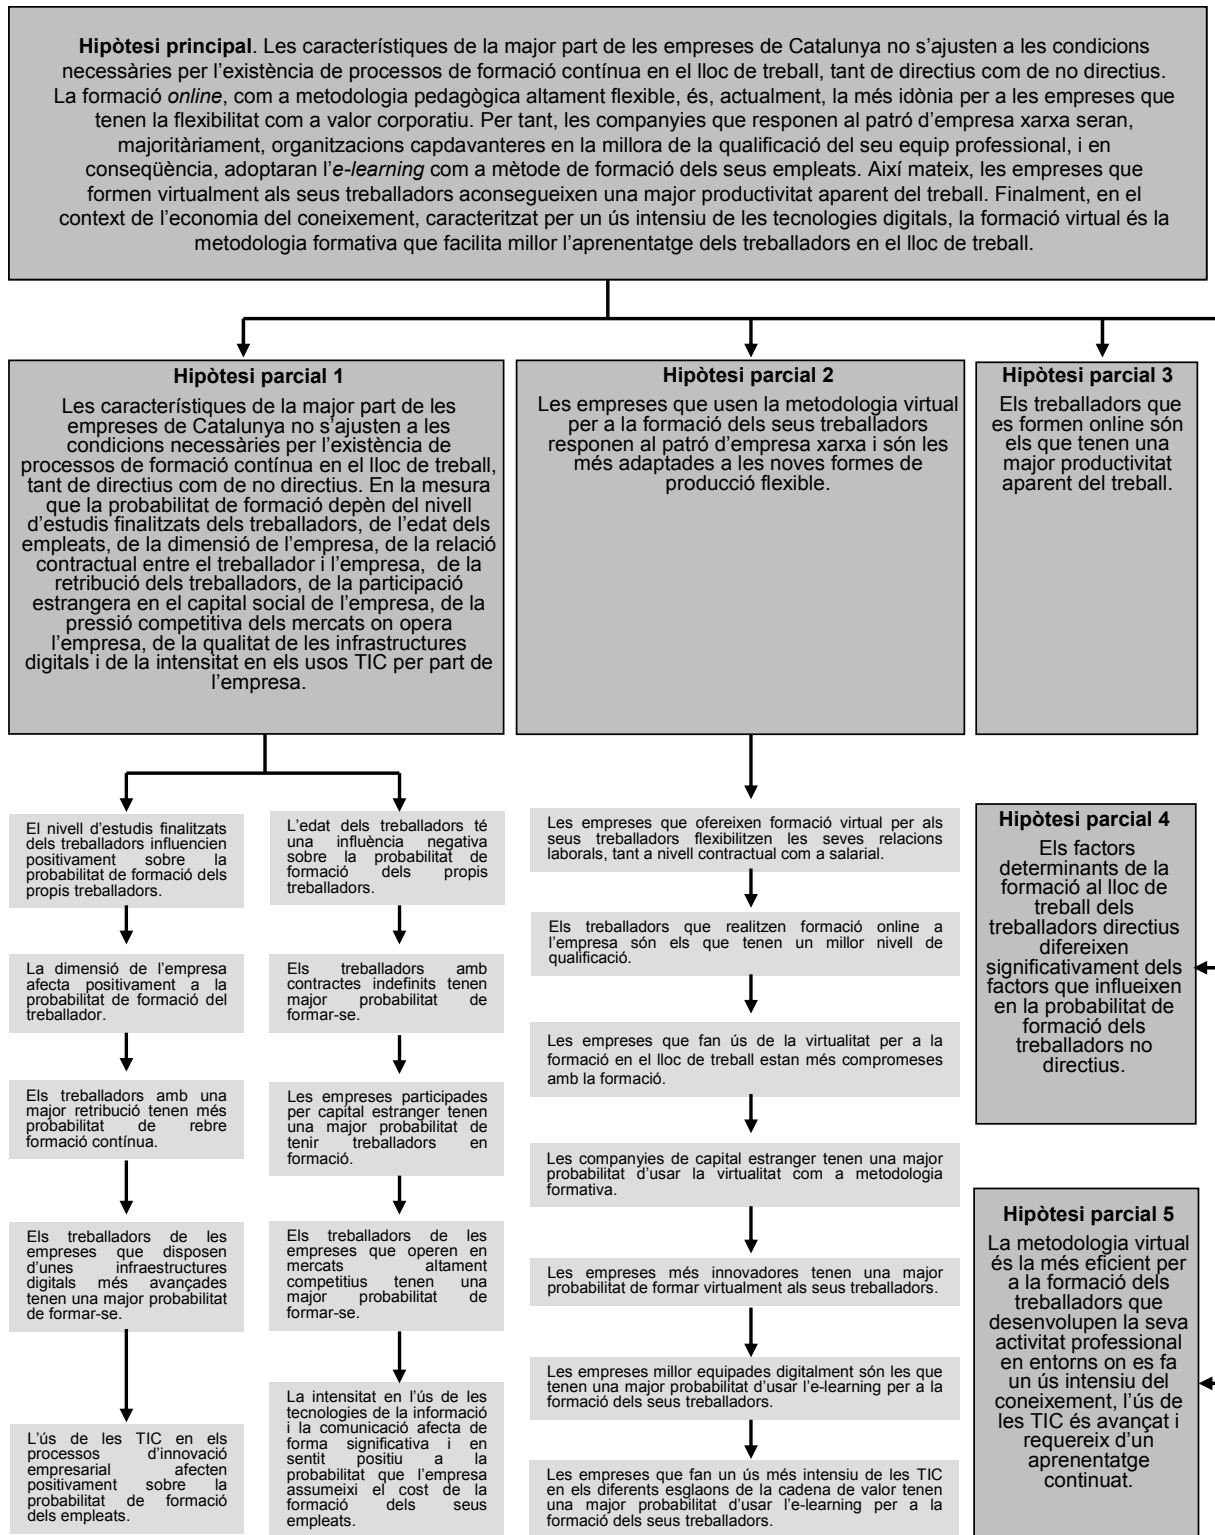 Hipòtesi principal. Les característiques de la major part de les empreses de Catalunya no s’ajusten a les condicions
necessàries per l’existència de processos de formació contínua en el lloc de treball, tant de directius com de no directius.
La formació online, com a metodologia pedagògica altament flexible, és, actualment, la més idònia per a les empreses que
tenen la flexibilitat com a valor corporatiu. Per tant, les companyies que responen al patró d’empresa xarxa seran,
majoritàriament, organitzacions capdavanteres en la millora de la qualificació del seu equip professional, i en
conseqüència, adoptaran l’e-learning com a mètode de formació dels seus empleats. Així mateix, les empreses que
formen virtualment als seus treballadors aconsegueixen una major productivitat aparent del treball. Finalment, en el
context de l’economia del coneixement, caracteritzat per un ús intensiu de les tecnologies digitals, la formació virtual és la
metodologia formativa que facilita millor l’aprenentatge dels treballadors en el lloc de treball.
Hipòtesi parcial 1
Les característiques de la major part de les
empreses de Catalunya no s’ajusten a les
condicions necessàries per l’existència de
processos de formació contínua en el lloc de treball,
tant de directius com de no directius. En la mesura
que la probabilitat de formació depèn del nivell
d’estudis finalitzats dels treballadors, de l’edat dels
empleats, de la dimensió de l’empresa, de la relació
contractual entre el treballador i l’empresa, de la
retribució dels treballadors, de la participació
estrangera en el capital social de l’empresa, de la
pressió competitiva dels mercats on opera
l’empresa, de la qualitat de les infrastructures
digitals i de la intensitat en els usos TIC per part de
l’empresa.
Hipòtesi parcial 2
Les empreses que usen la metodologia virtual
per a la formació dels seus treballadors
responen al patró d’empresa xarxa i són les
més adaptades a les noves formes de
producció flexible.
Hipòtesi parcial 3
Els treballadors que
es formen online són
els que tenen una
major productivitat
aparent del treball.
El nivell d’estudis finalitzats
dels treballadors influencien
positivament sobre la
probabilitat de formació dels
propis treballadors.
La dimensió de l’empresa
afecta positivament a la
probabilitat de formació del
treballador.
Els treballadors amb una
major retribució tenen més
probabilitat de rebre
formació contínua.
Els treballadors de les
empreses que disposen
d’unes infraestructures
digitals més avançades
tenen una major probabilitat
de formar-se.
L’ús de les TIC en els
processos d’innovació
empresarial afecten
positivament sobre la
probabilitat de formació
dels empleats.
L’edat dels treballadors té
una influència negativa
sobre la probabilitat de
formació dels propis
treballadors.
Els treballadors amb
contractes indefinits tenen
major probabilitat de
formar-se.
Les empreses participades
per capital estranger tenen
una major probabilitat de
tenir treballadors en
formació.
Els treballadors de les
empreses que operen en
mercats altament
competitius tenen una
major probabilitat de
formar-se.
La intensitat en l’ús de les
tecnologies de la informació
i la comunicació afecta de
forma significativa i en
sentit positiu a la
probabilitat que l’empresa
assumeixi el cost de la
formació dels seus
empleats.
Les empreses que ofereixen formació virtual per als
seus treballadors flexibilitzen les seves relacions
laborals, tant a nivell contractual com a salarial.
Els treballadors que realitzen formació online a
l’empresa són els que tenen un millor nivell de
qualificació.
Les empreses que fan ús de la virtualitat per a la
formació en el lloc de treball estan més compromeses
amb la formació.
Les companyies de capital estranger tenen una major
probabilitat d’usar la virtualitat com a metodologia
formativa.
Les empreses més innovadores tenen una major
probabilitat de formar virtualment als seus treballadors.
Les empreses millor equipades digitalment són les que
tenen una major probabilitat d’usar l’e-learning per a la
formació dels seus treballadors.
Les empreses que fan un ús més intensiu de les TIC
en els diferents esglaons de la cadena de valor tenen
una major probabilitat d’usar l’e-learning per a la
formació dels seus treballadors.
Hipòtesi parcial 4
Els factors
determinants de la
formació al lloc de
treball dels
treballadors directius
difereixen
significativament dels
factors que influeixen
en la probabilitat de
formació dels
treballadors no
directius.
Hipòtesi parcial 5
La metodologia virtual
és la més eficient per
a la formació dels
treballadors que
desenvolupen la seva
activitat professional
en entorns on es fa
un ús intensiu del
coneixement, l’ús de
les TIC és avançat i
requereix d’un
aprenentatge
continuat.